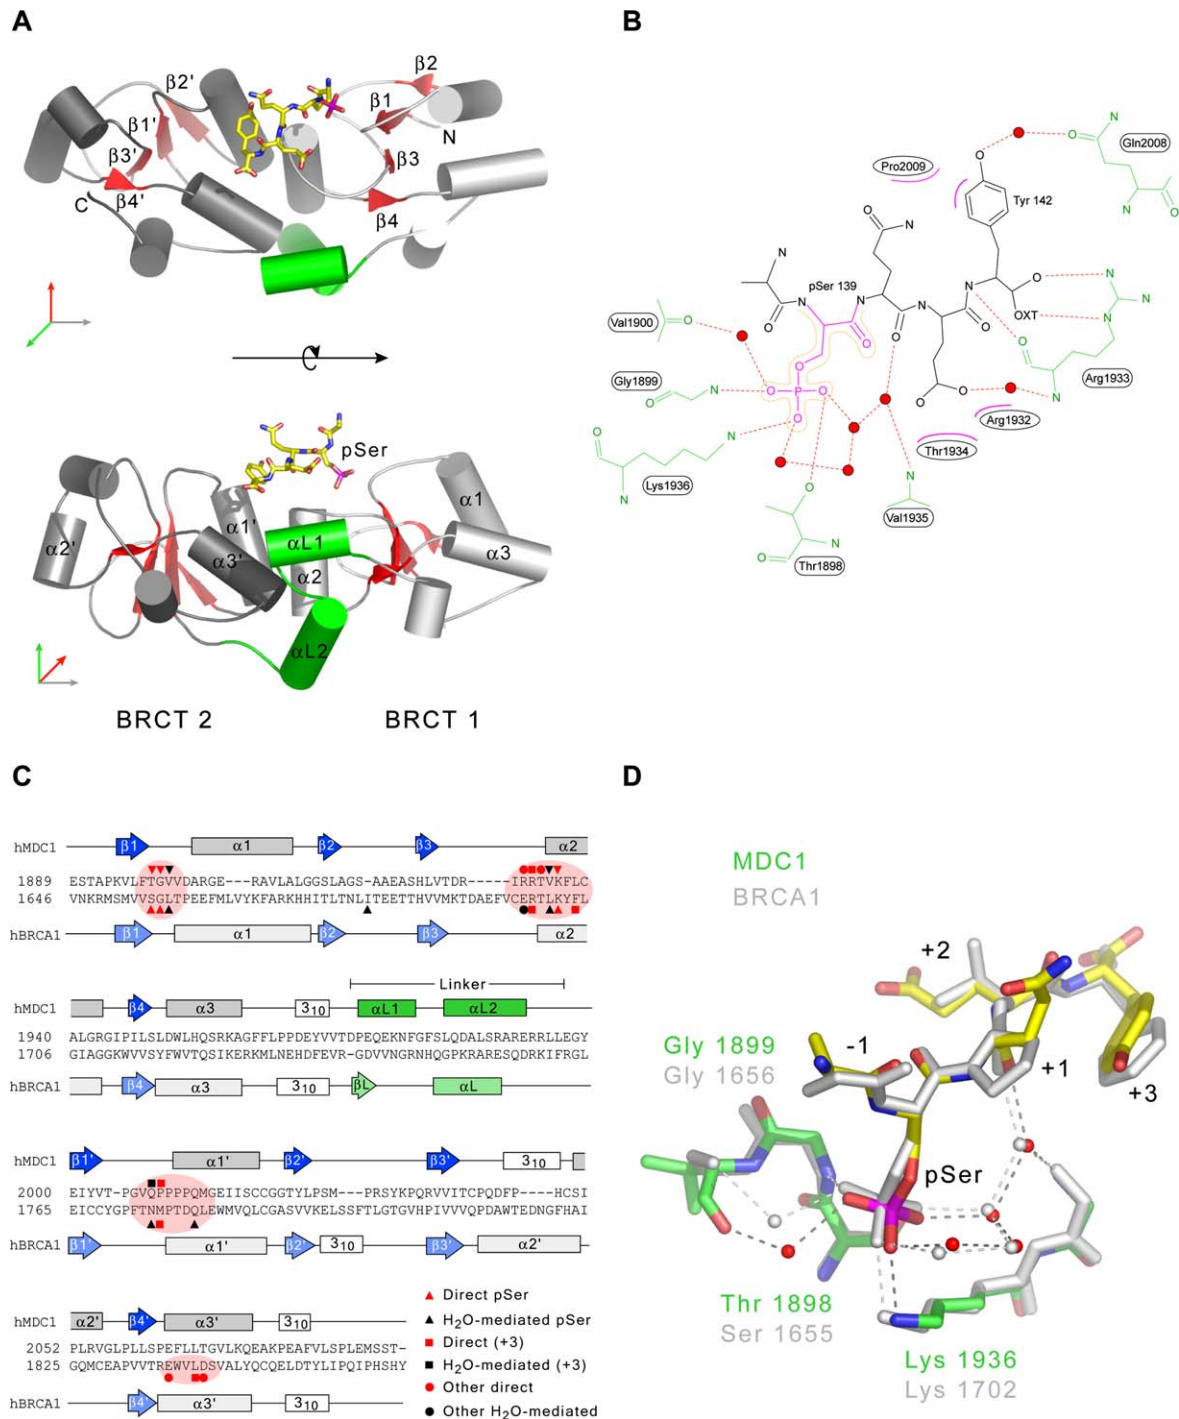 A
β2'
β2
β1'
β1
N
β3'
β3
C
β4'
β4
pSer
α1
α2'
α1'
αL1
α3
α3'
α2
αL2
BRCT 2
BRCT 1
B
Gln2008
Pro2009
Tyr 142
pSer 139
OXT
Val1900
Gly1899
Arg1933
Arg1932
Thr1934
Lys1936
Val1935
Thr1898
C
hMDC1 β1 α1 β2 β3 α2
1889 ESTAPKVLFTGVVDARGE---RAVLALGGSLAGS-AAEASHLVTDR------IRRTVKFLC
1646 VNKRMSMVVSGLTPEEFMLVYKFARKHHITLTNLITEETTHVVMKTDAEFVCERTLKYFL
hBRCA1 β1 α1 β2 β3 α2
Linker
hMDC1 β4 α3 3₁₀ αL1 αL2
1940 ALGRGIPILSLDWLHQSRKAGFFLPPDEYVVTDPEQEKNFGFSLQDALSRARERRLLEGY
1706 GIAGGKWVVSYFWVTQSIKERKMLNEHDFEVR-GDVVNGRNHQGPKRARESQDRKIFRGL
hBRCA1 β4 α3 3₁₀ βL αL
hMDC1 β1' α1' β2' β3' 3₁₀
2000 EIYVT-PGVQPPPPQMGEIISCCGGTYLPSM---PRSYKPQRVVITCPQDFP----HCSI
1765 EICCYGPFTNMPTDQLEWMVQLCGASVVKELSSFTLGTGVHPIVVVQPDAWTEDNGFHAI
hBRCA1 β1' α1' β2' 3₁₀ β3' α2'
hMDC1 α2' β4' α3' 3₁₀
2052 PLRVGLPLLSPEFLLTGVLKQEAKPEAFVLSPLEMSST-
1825 GQMCEAPVVTREWVLDSVALYQCQELDTYLIPQIPHSHY
hBRCA1 β4' α3' 3₁₀
Direct pSer
H₂O-mediated pSer
Direct (+3)
H₂O-mediated (+3)
Other direct
Other H₂O-mediated
D
MDC1
BRCA1
+2
Gly 1899
Gly 1656
-1
+1
+3
pSer
Thr 1898
Ser 1655
Lys 1936
Lys 1702